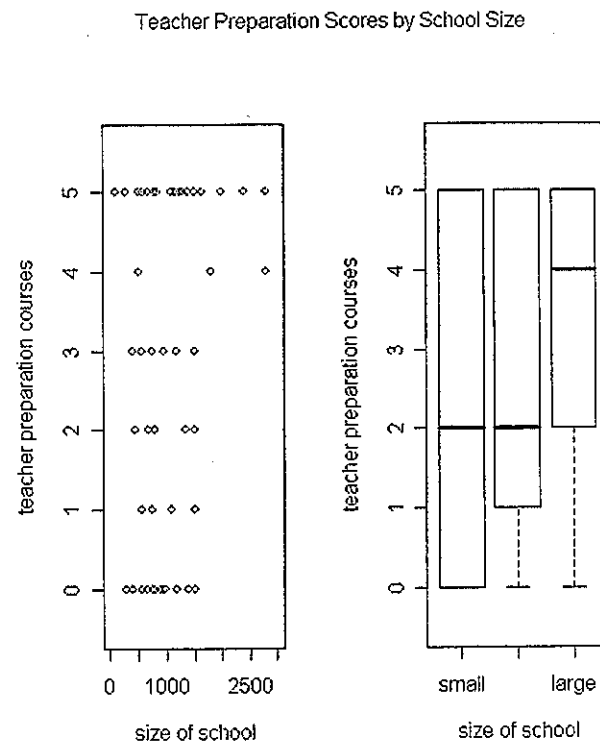 Teacher Preparation Scores by School Size
teacher preparation courses
5
4
3
2
1
0
0 1000 2500
size of school
teacher preparation courses
5
4
3
2
1
0
small large
size of school